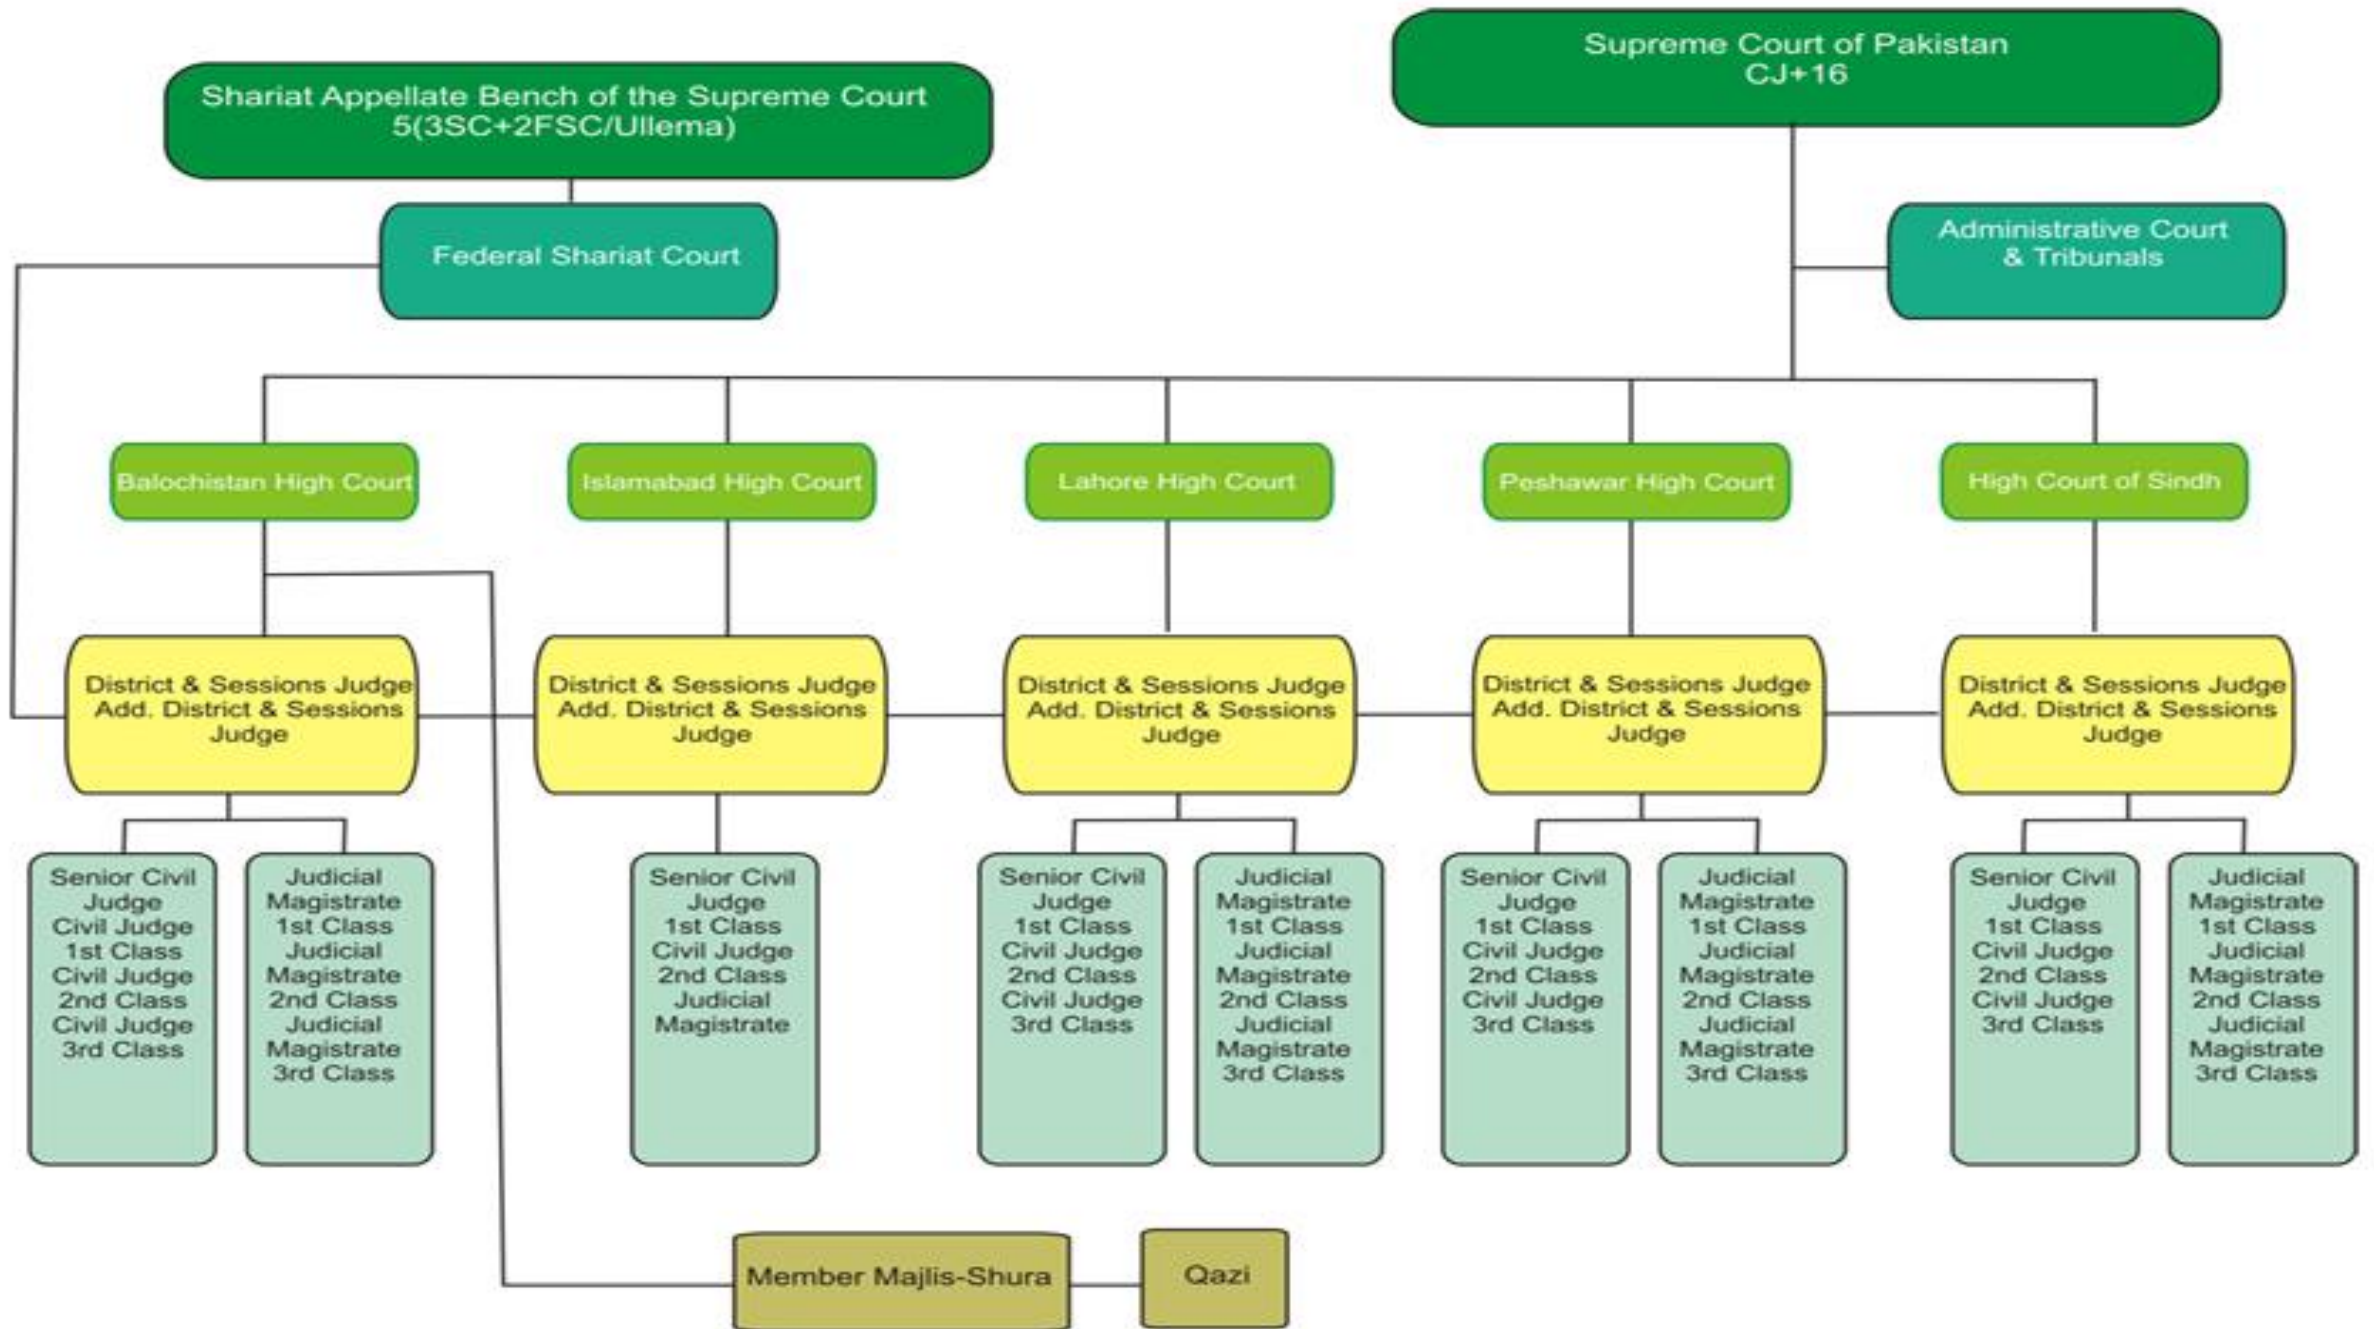 Supreme Court of Pakistan
CJ+16
Shariat Appellate Bench of the Supreme Court
5(3SC+2FSC/Ullema)
Federal Shariat Court
Administrative Court
& Tribunals
Balochistan High Court
Islamabad High Court
Lahore High Court
Peshawar High Court
High Court of Sindh
District & Sessions Judge
Add. District & Sessions
Judge
District & Sessions Judge
Add. District & Sessions
Judge
District & Sessions Judge
Add. District & Sessions
Judge
District & Sessions Judge
Add. District & Sessions
Judge
District & Sessions Judge
Add. District & Sessions
Judge
Senior Civil
Judge
Civil Judge
1st Class
Civil Judge
2nd Class
Civil Judge
3rd Class
Judicial
Magistrate
1st Class
Judicial
Magistrate
2nd Class
Judicial
Magistrate
3rd Class
Senior Civil
Judge
1st Class
Civil Judge
2nd Class
Judicial
Magistrate
Senior Civil
Judge
1st Class
Civil Judge
2nd Class
Civil Judge
3rd Class
Judicial
Magistrate
1st Class
Judicial
Magistrate
2nd Class
Judicial
Magistrate
3rd Class
Senior Civil
Judge
1st Class
Civil Judge
2nd Class
Civil Judge
3rd Class
Judicial
Magistrate
1st Class
Judicial
Magistrate
2nd Class
Judicial
Magistrate
3rd Class
Senior Civil
Judge
1st Class
Civil Judge
2nd Class
Civil Judge
3rd Class
Judicial
Magistrate
1st Class
Judicial
Magistrate
2nd Class
Judicial
Magistrate
3rd Class
Member Majlis-Shura
Qazi